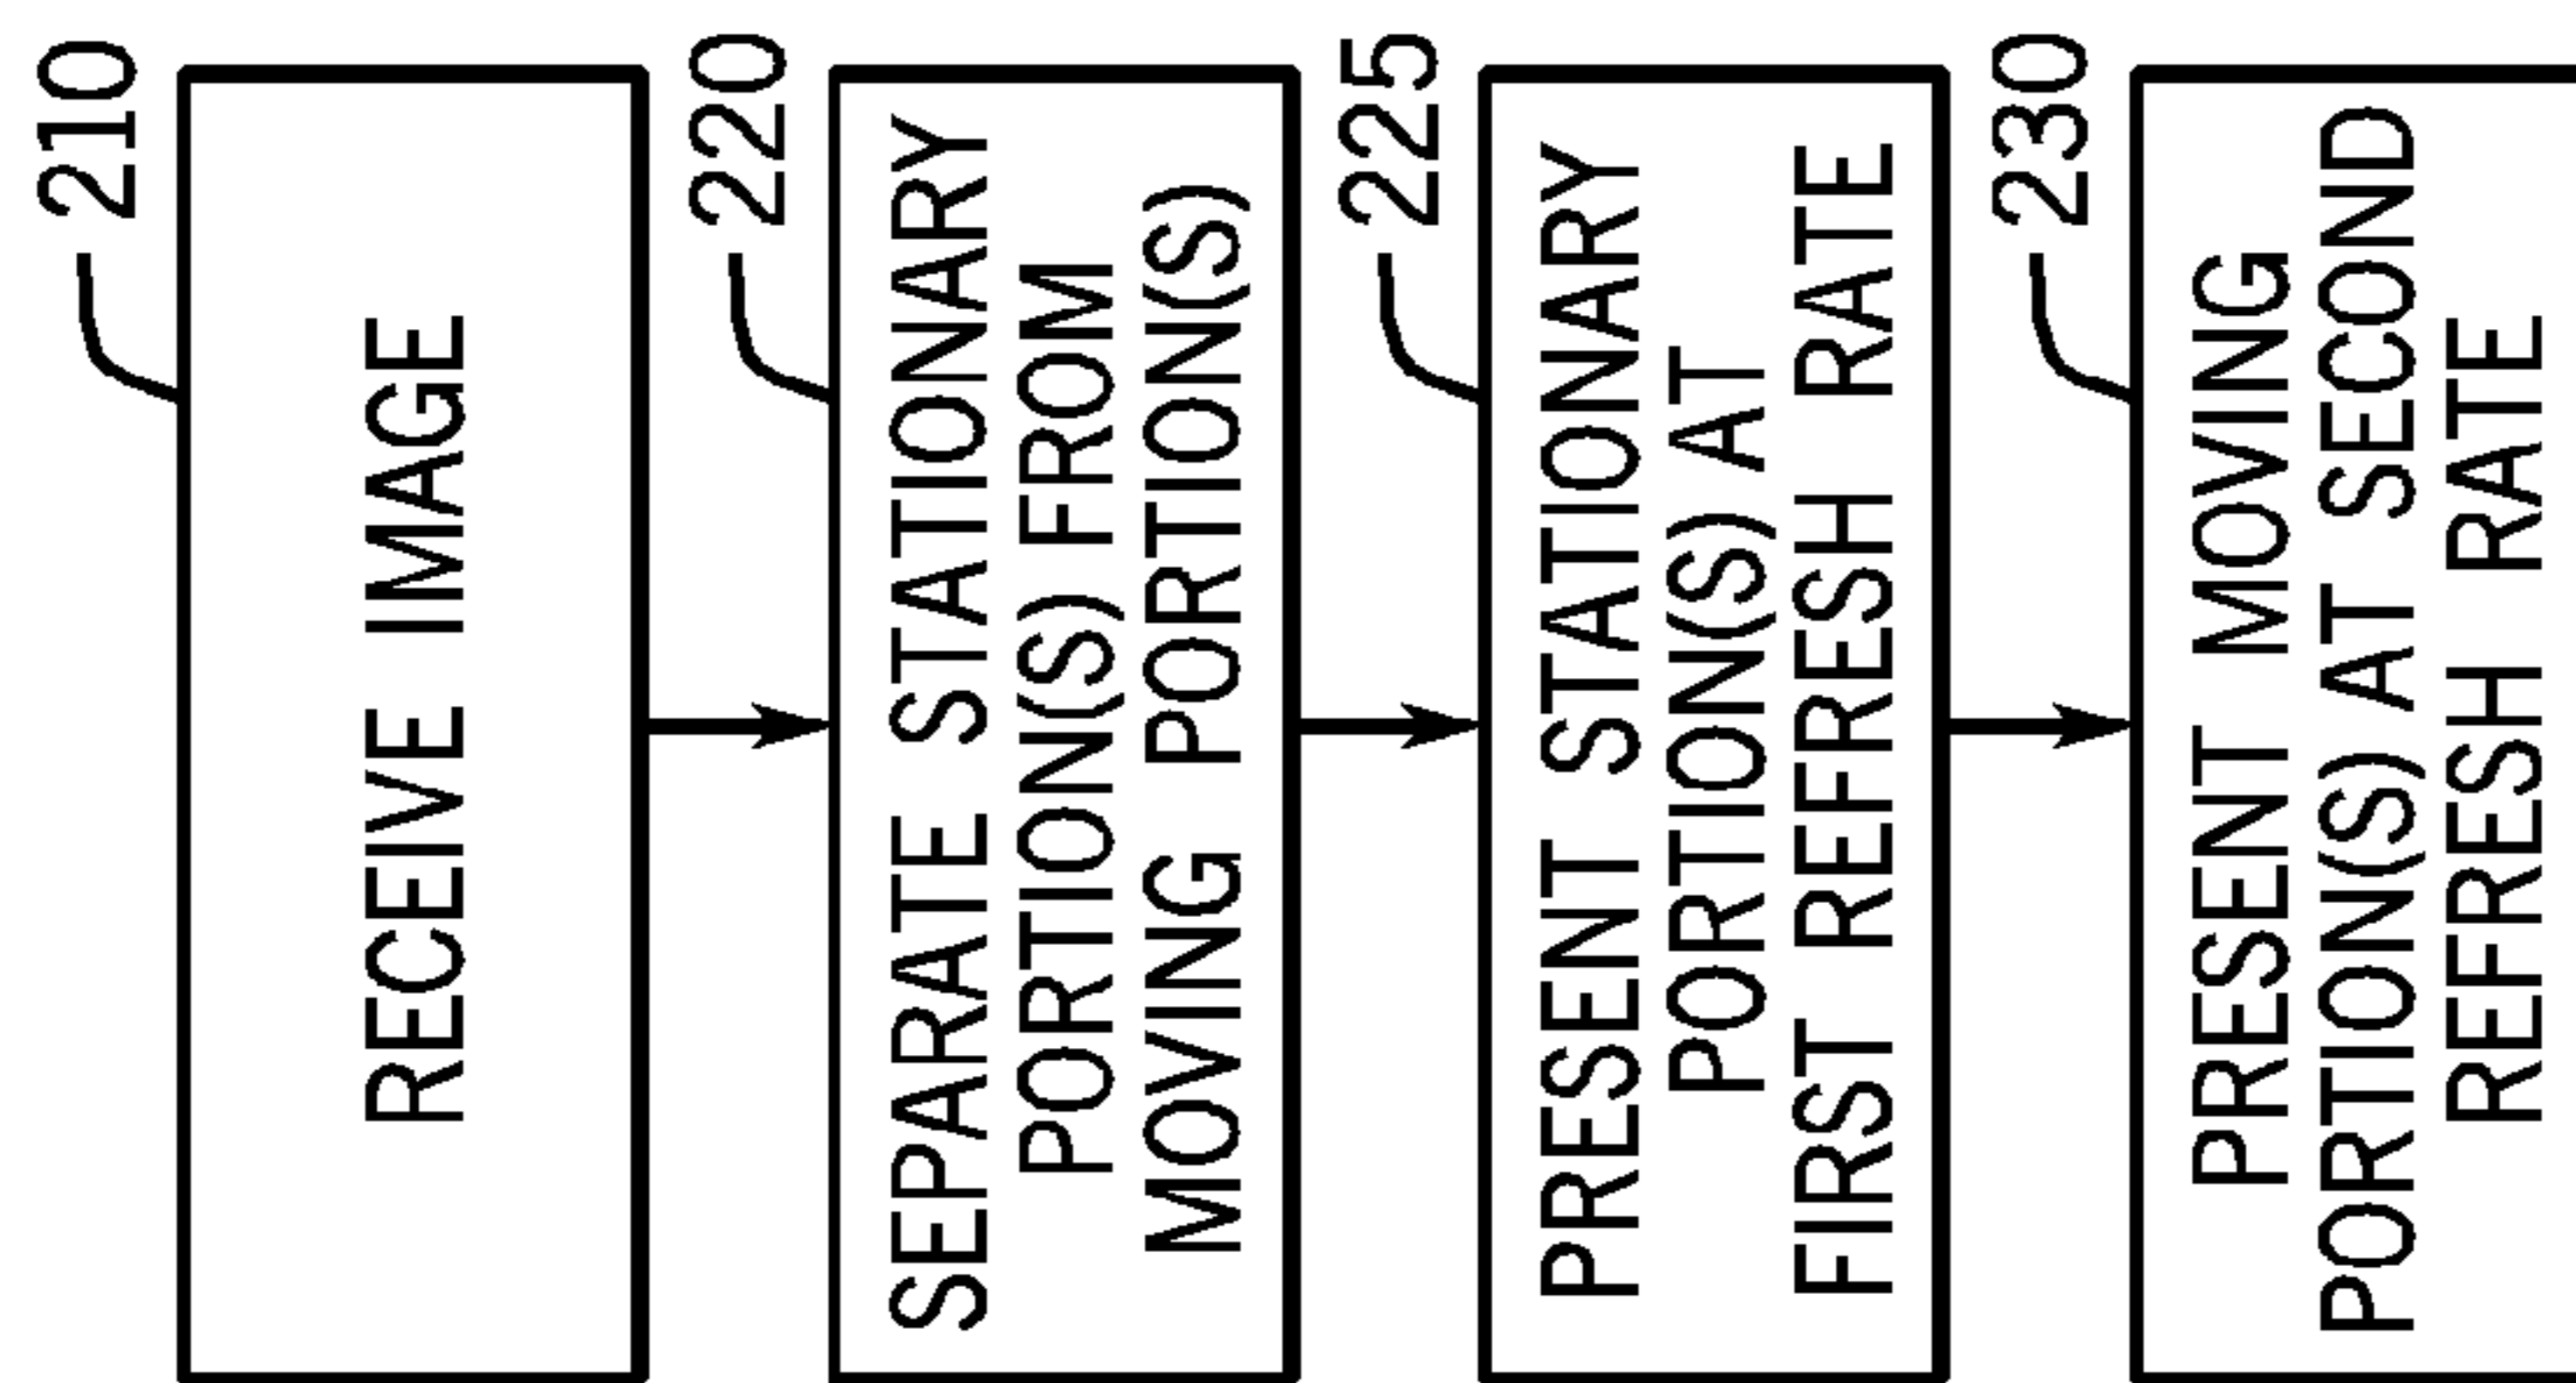 210
RECEIVE IMAGE
220
SEPARATE STATIONARY
PORTION(S) FROM
MOVING PORTION(S)
225
PRESENT STATIONARY
PORTION(S) AT
FIRST REFRESH RATE
230
PRESENT MOVING
PORTION(S) AT SECOND
REFRESH RATE